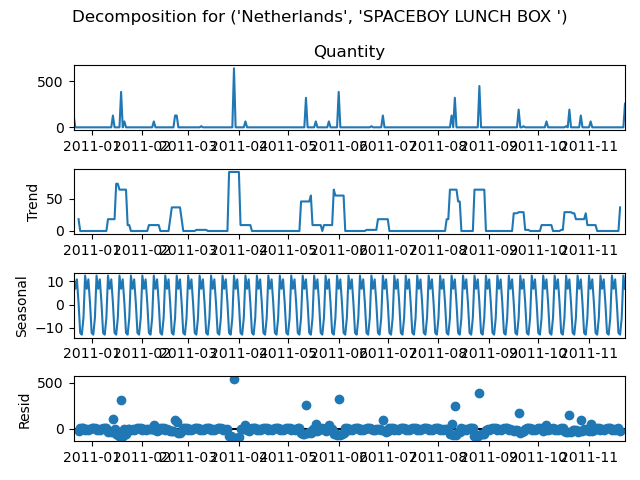 Decomposition for ('Netherlands', 'SPACEBOY LUNCH BOX ')
Quantity
500
0
2011-01 2011-02 2011-03 2011-04 2011-05 2011-06 2011-07 2011-08 2011-09 2011-10 2011-11
Trend
50
0
2011-01 2011-02 2011-03 2011-04 2011-05 2011-06 2011-07 2011-08 2011-09 2011-10 2011-11
Seasonal
10
0
−10
2011-01 2011-02 2011-03 2011-04 2011-05 2011-06 2011-07 2011-08 2011-09 2011-10 2011-11
Resid
500
0
2011-01 2011-02 2011-03 2011-04 2011-05 2011-06 2011-07 2011-08 2011-09 2011-10 2011-11